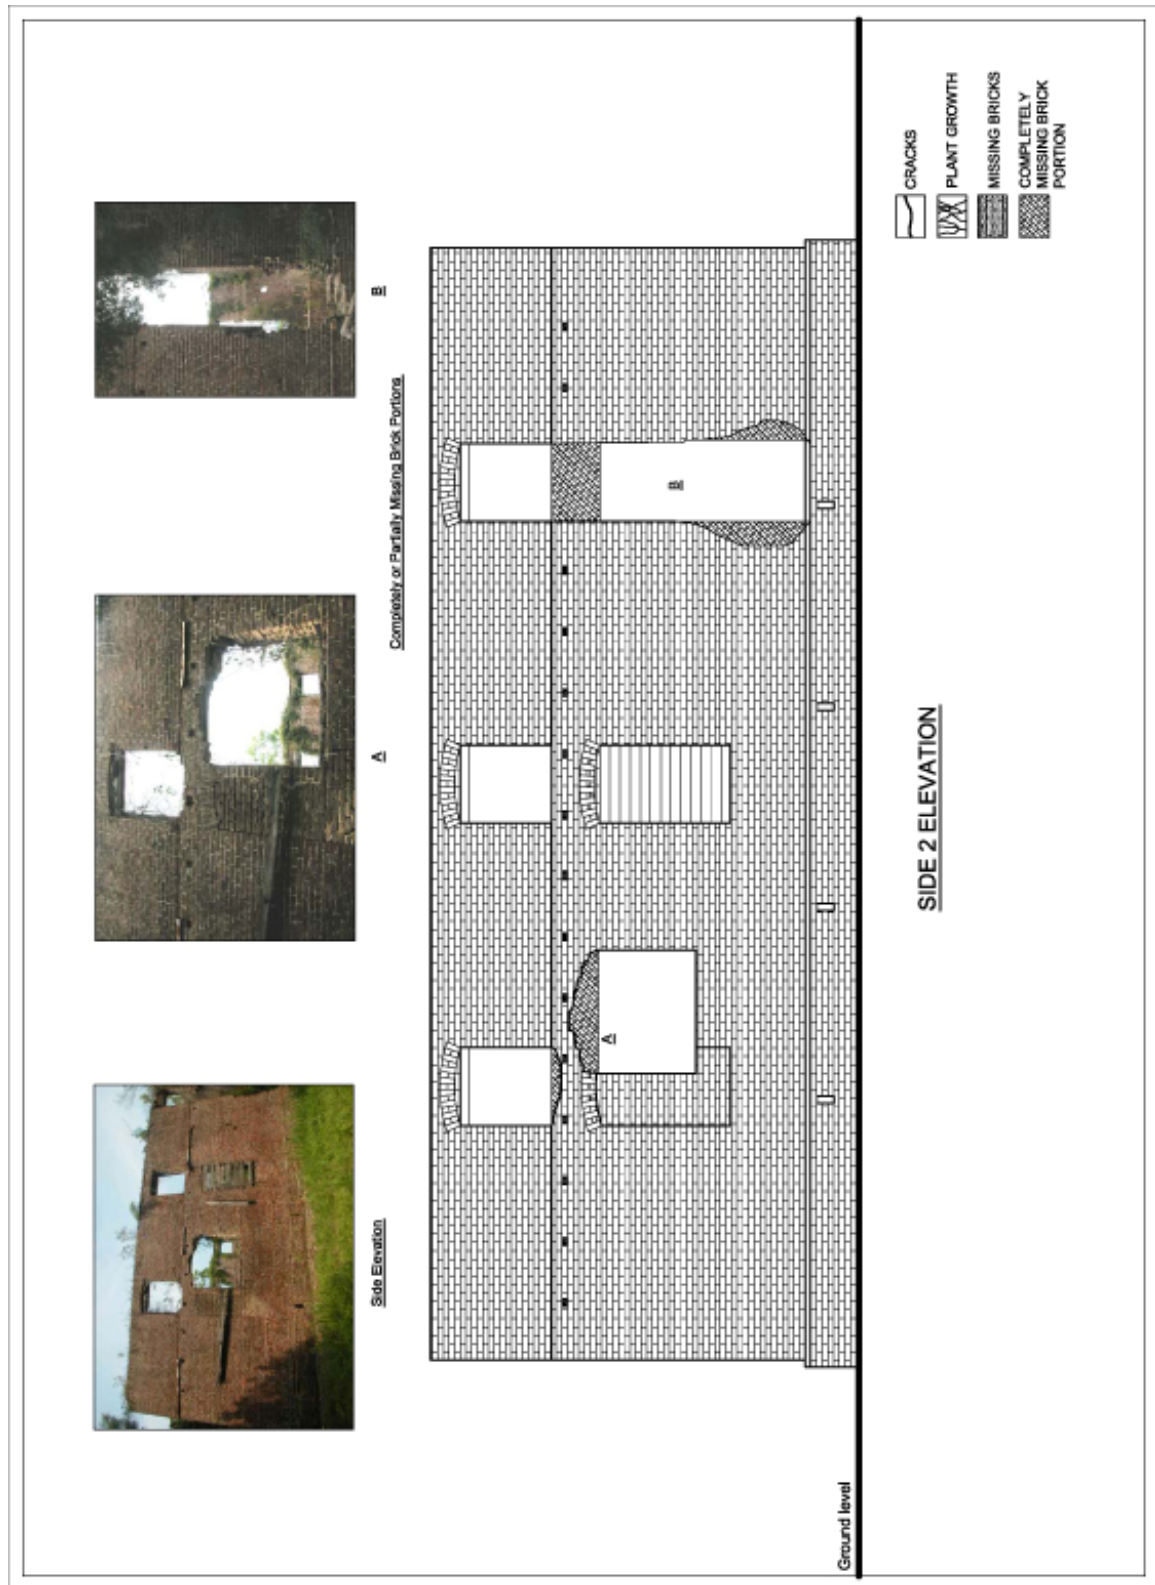 Side Elevation
A
B
Completely or Partially Missing Brick Portions
A
B
Ground level
SIDE 2 ELEVATION
CRACKS
PLANT GROWTH
MISSING BRICKS
COMPLETELY
MISSING BRICK
PORTION